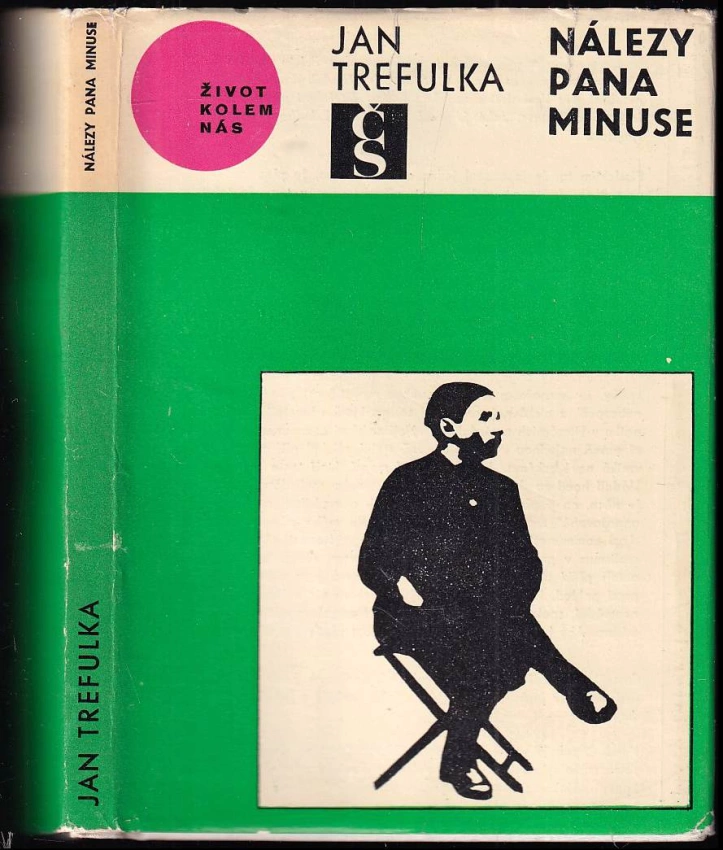 NÁLEZY PANA MINUSE
JAN TREFULKA
ŽIVOT
KOLEM
NÁS
JAN
TREFULKA
ČS
NÁLEZY
PANA
MINUSE